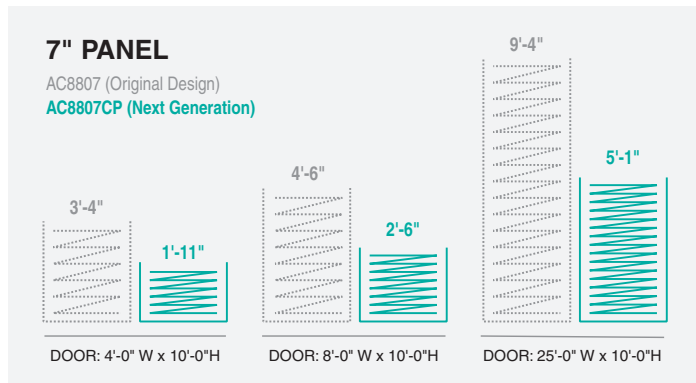 7" PANEL
AC8807 (Original Design)
AC8807CP (Next Generation)
3'-4"
1'-11"
4'-6"
2'-6"
9'-4"
5'-1"
DOOR: 4'-0" W x 10'-0"H
DOOR: 8'-0" W x 10'-0"H
DOOR: 25'-0" W x 10'-0"H